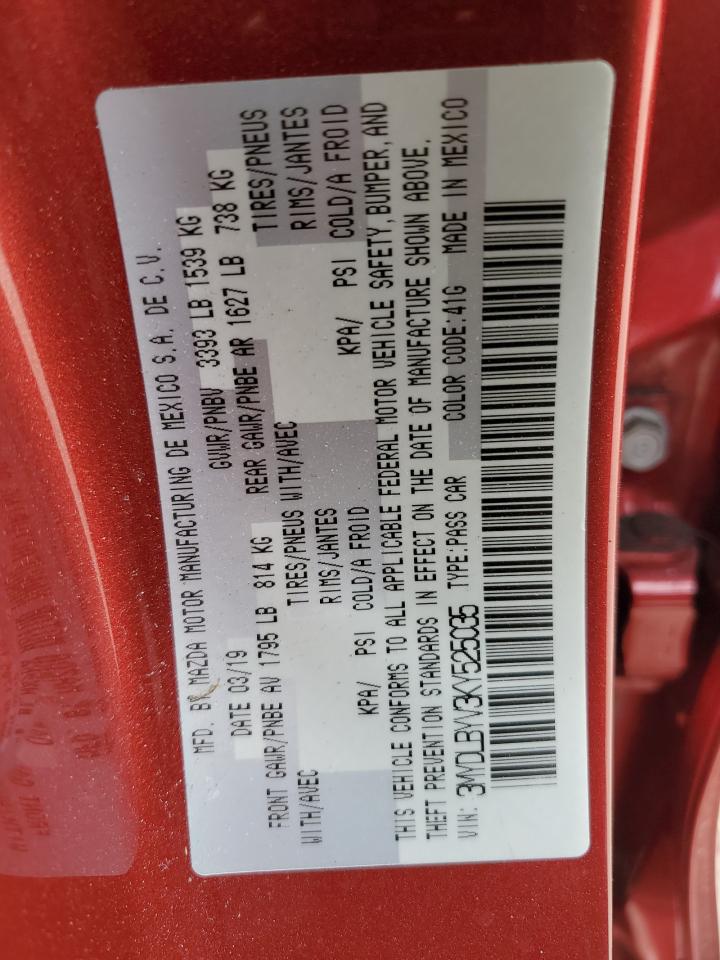 MFD. BY MAZDA MOTOR MANUFACTURING DE MEXICO S.A. DE C.V.
DATE 03/19 GVWR/PNBV 3393 LB 1539 KG
FRONT GAWR/PNBE AV 1795 LB 814 KG REAR GAWR/PNBE AR 1627 LB 738 KG
WITH/AVEC TIRES/PNEUS WITH/AVEC TIRES/PNEUS
RIMS/JANTES RIMS/JANTES
KPA/ PSI COLD/A FROID KPA/ PSI COLD/A FROID
THIS VEHICLE CONFORMS TO ALL APPLICABLE FEDERAL MOTOR VEHICLE SAFETY, BUMPER, AND
THEFT PREVENTION STANDARDS IN EFFECT ON THE DATE OF MANUFACTURE SHOWN ABOVE.
VIN: 3MYDLBYV3KY525035 TYPE:PASS CAR COLOR CODE:41G MADE IN MEXICO